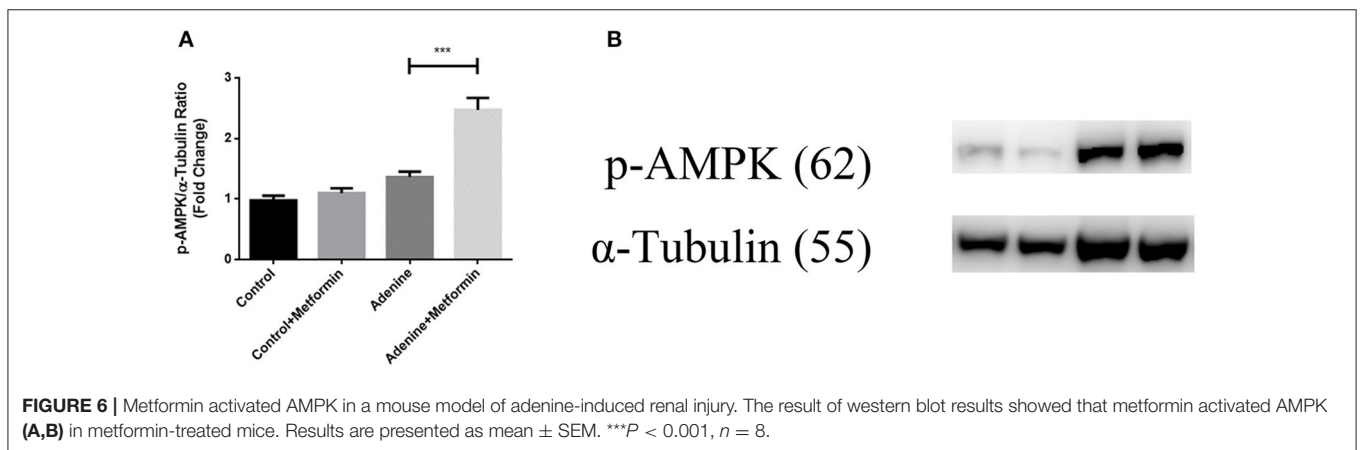 A
B
***
p-AMPK/α-Tubulin Ratio
(Fold Change)
3
2
1
0
Control
Control+Metformin
Adenine
Adenine+Metformin
p-AMPK (62)
α-Tubulin (55)
FIGURE 6 | Metformin activated AMPK in a mouse model of adenine-induced renal injury. The result of western blot results showed that metformin activated AMPK
(A,B) in metformin-treated mice. Results are presented as mean ± SEM. ***P < 0.001, n = 8.